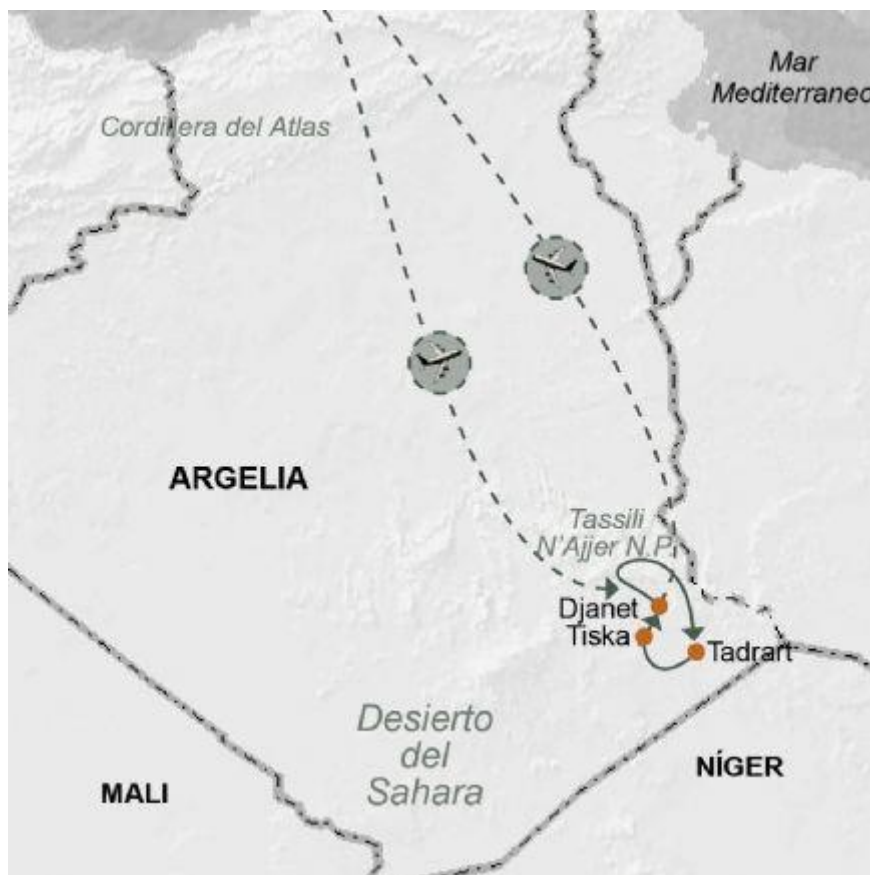 Mar
Mediterraneo
Cordillera del Atlas
ARGELIA
Tassili
N'Ajjer N.P.
Djanet
Tiska
Tadrart
Desierto
del
Sahara
NÍGER
MALI